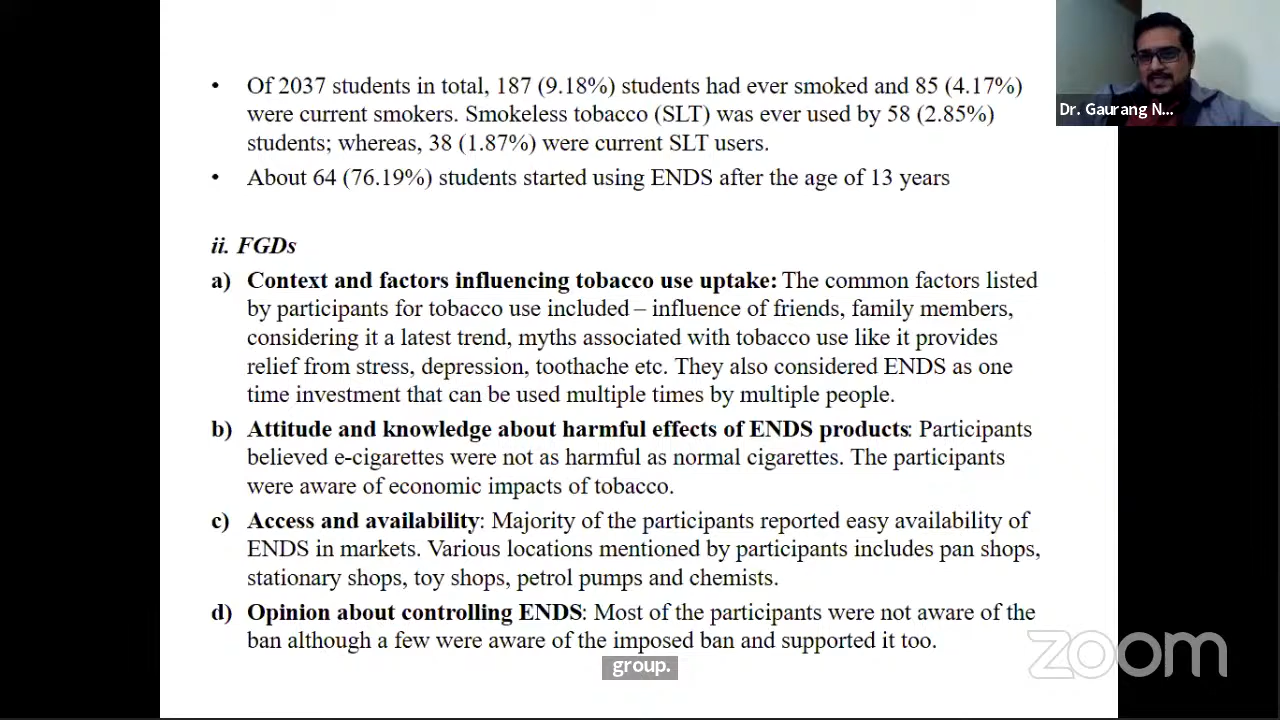 • Of 2037 students in total, 187 (9.18%) students had ever smoked and 85 (4.17%)
were current smokers. Smokeless tobacco (SLT) was ever used by 58 (2.85%)
students; whereas, 38 (1.87%) were current SLT users.
• About 64 (76.19%) students started using ENDS after the age of 13 years
ii. FGDs
a) Context and factors influencing tobacco use uptake: The common factors listed
by participants for tobacco use included – influence of friends, family members,
considering it a latest trend, myths associated with tobacco use like it provides
relief from stress, depression, toothache etc. They also considered ENDS as one
time investment that can be used multiple times by multiple people.
b) Attitude and knowledge about harmful effects of ENDS products: Participants
believed e-cigarettes were not as harmful as normal cigarettes. The participants
were aware of economic impacts of tobacco.
c) Access and availability: Majority of the participants reported easy availability of
ENDS in markets. Various locations mentioned by participants includes pan shops,
stationary shops, toy shops, petrol pumps and chemists.
d) Opinion about controlling ENDS: Most of the participants were not aware of the
ban although a few were aware of the imposed ban and supported it too.
group.
zoom
Dr. Gaurang N...